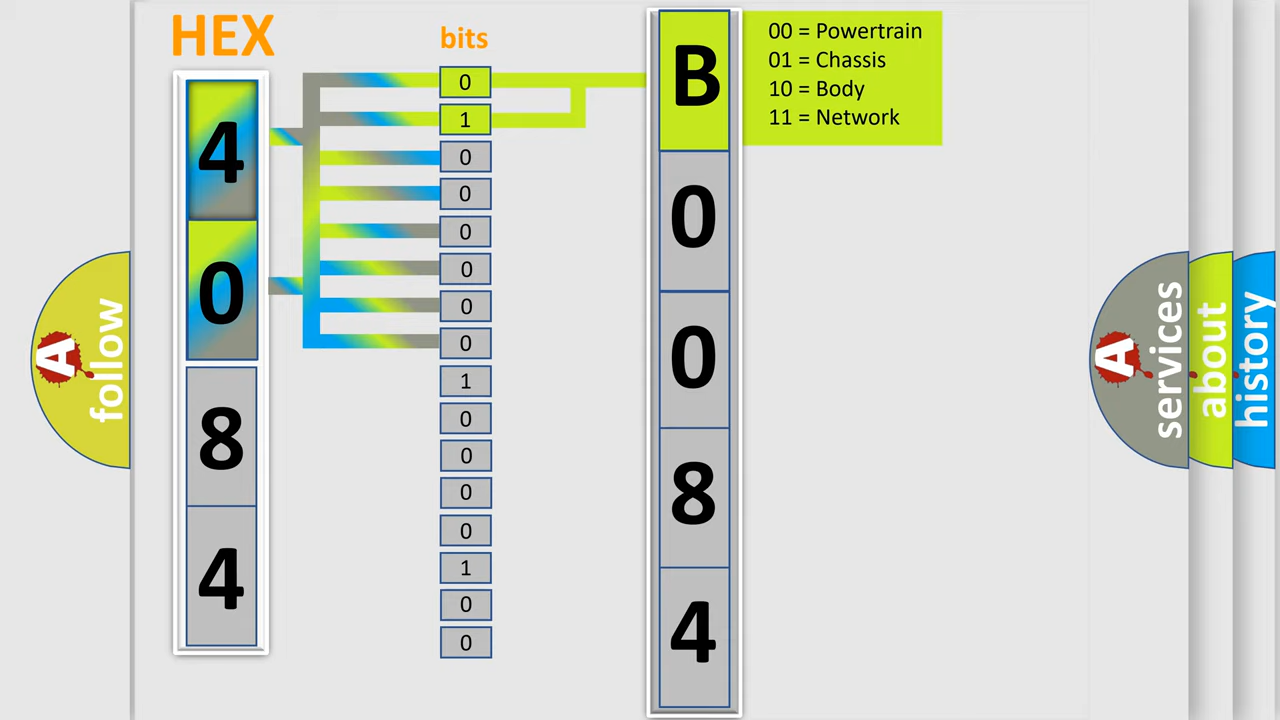 HEX
4
0
8
4
bits
0
1
0
0
0
0
0
0
1
0
0
0
0
1
0
0
B
0
0
8
4
00 = Powertrain
01 = Chassis
10 = Body
11 = Network
A
follow
A
services
about
history